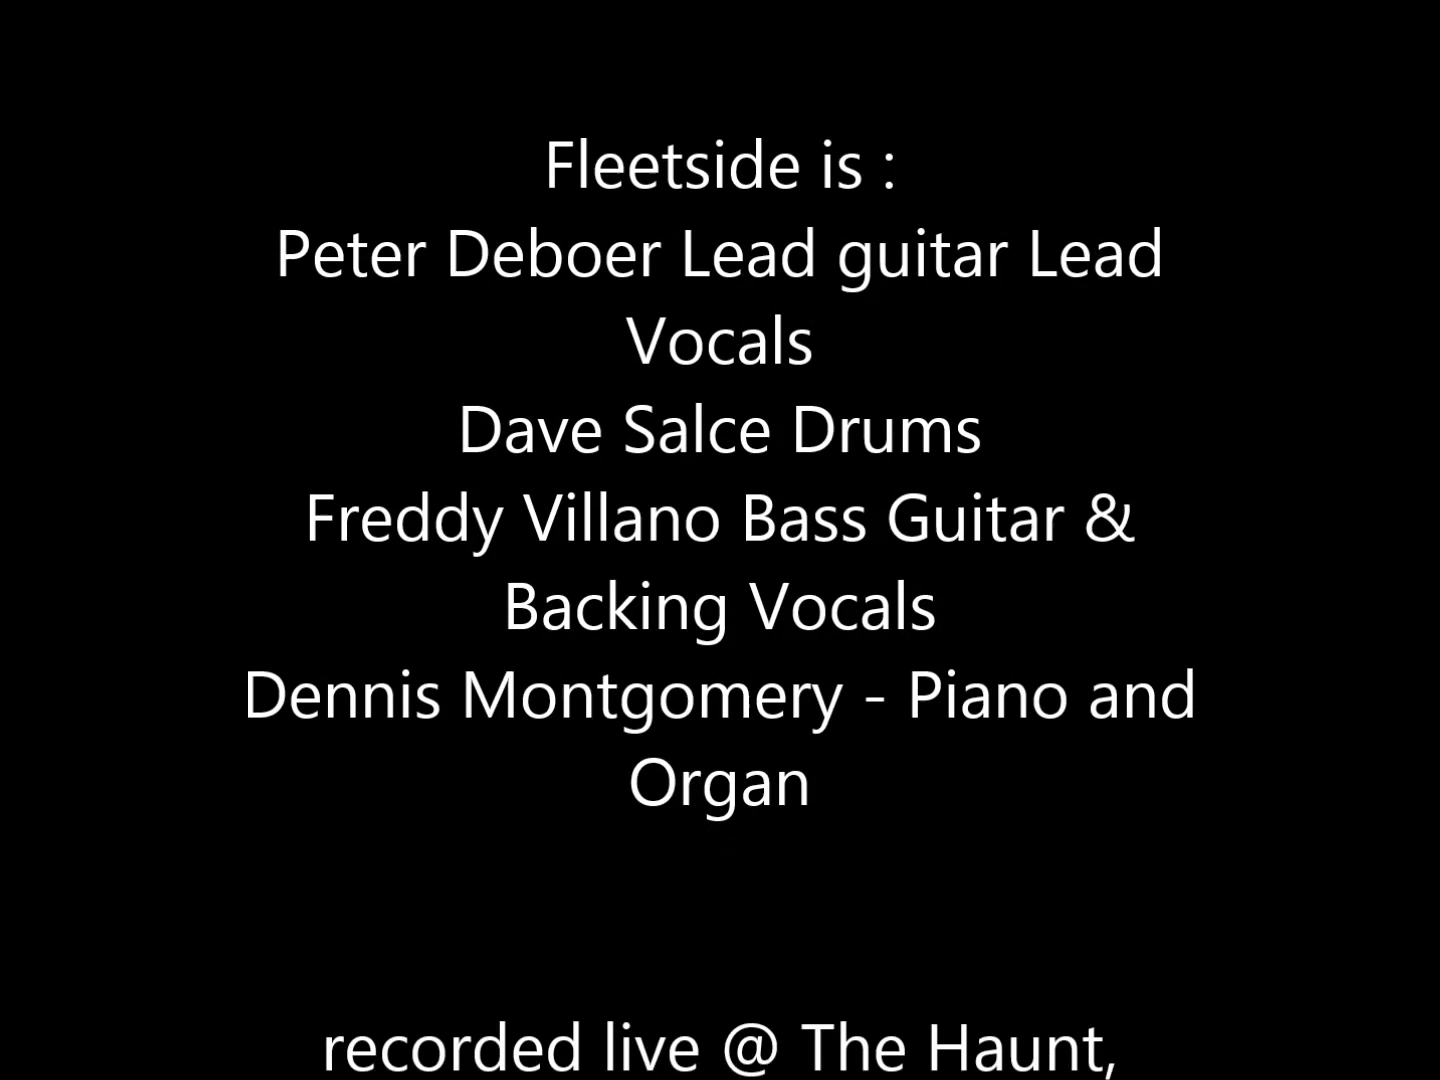 Fleetside is :
Peter Deboer Lead guitar Lead
Vocals
Dave Salce Drums
Freddy Villano Bass Guitar &
Backing Vocals
Dennis Montgomery - Piano and
Organ
recorded live @ The Haunt,